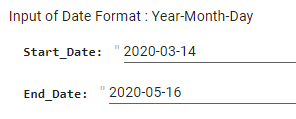 Input of Date Format : Year-Month-Day
Start_Date: " 2020-03-14
End_Date: " 2020-05-16